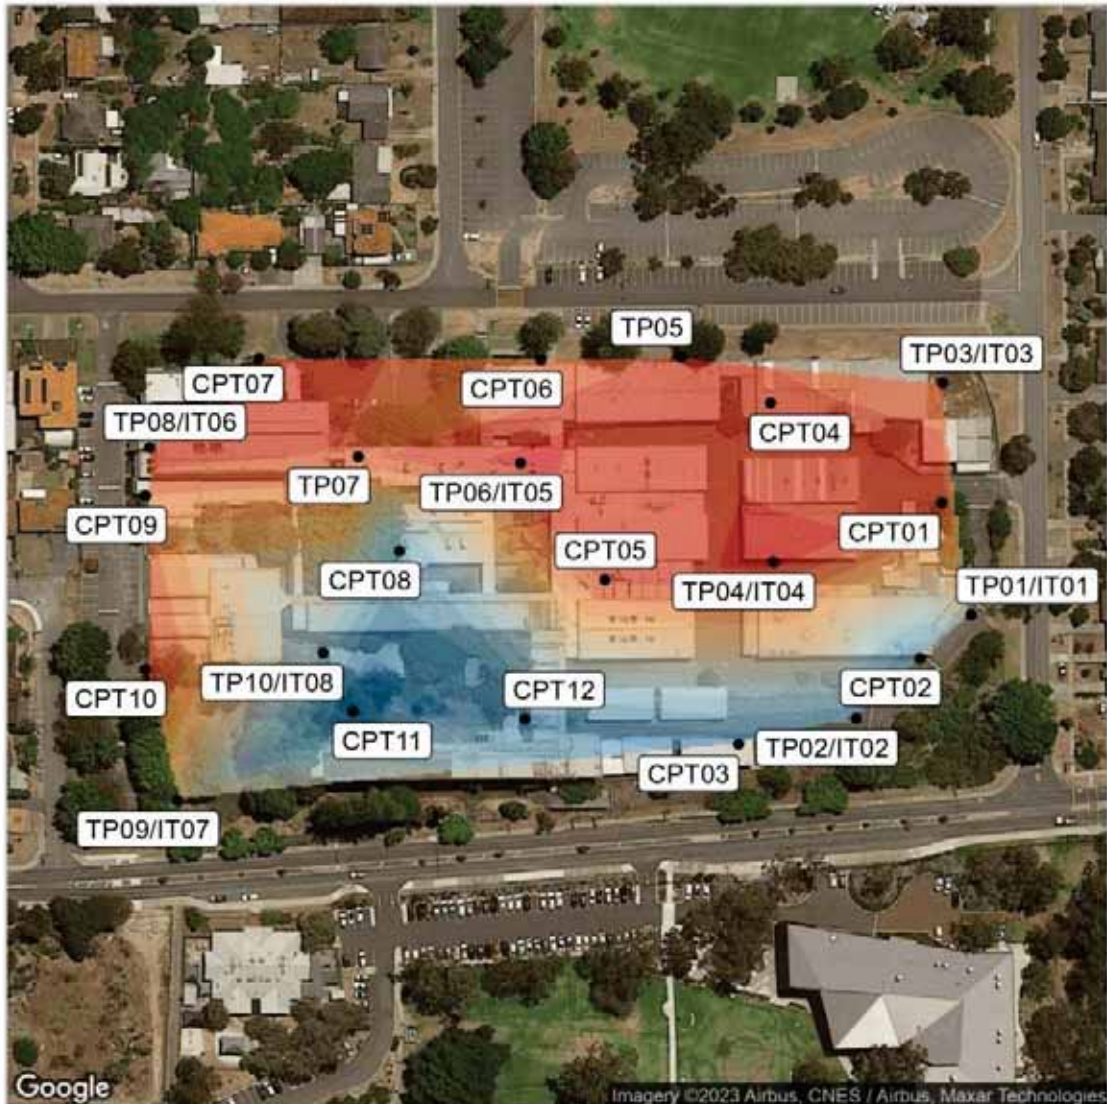 TP05
TP03/IT03
CPT07
CPT06
TP08/IT06
CPT04
TP07
TP06/IT05
CPT09
CPT01
CPT08
CPT05
TP04/IT04
TP01/IT01
CPT10
TP10/IT08
CPT12
CPT02
CPT11
CPT03
TP02/IT02
TP09/IT07
Google
Imagery ©2023 Airbus, CNES / Airbus, Maxar Technologies